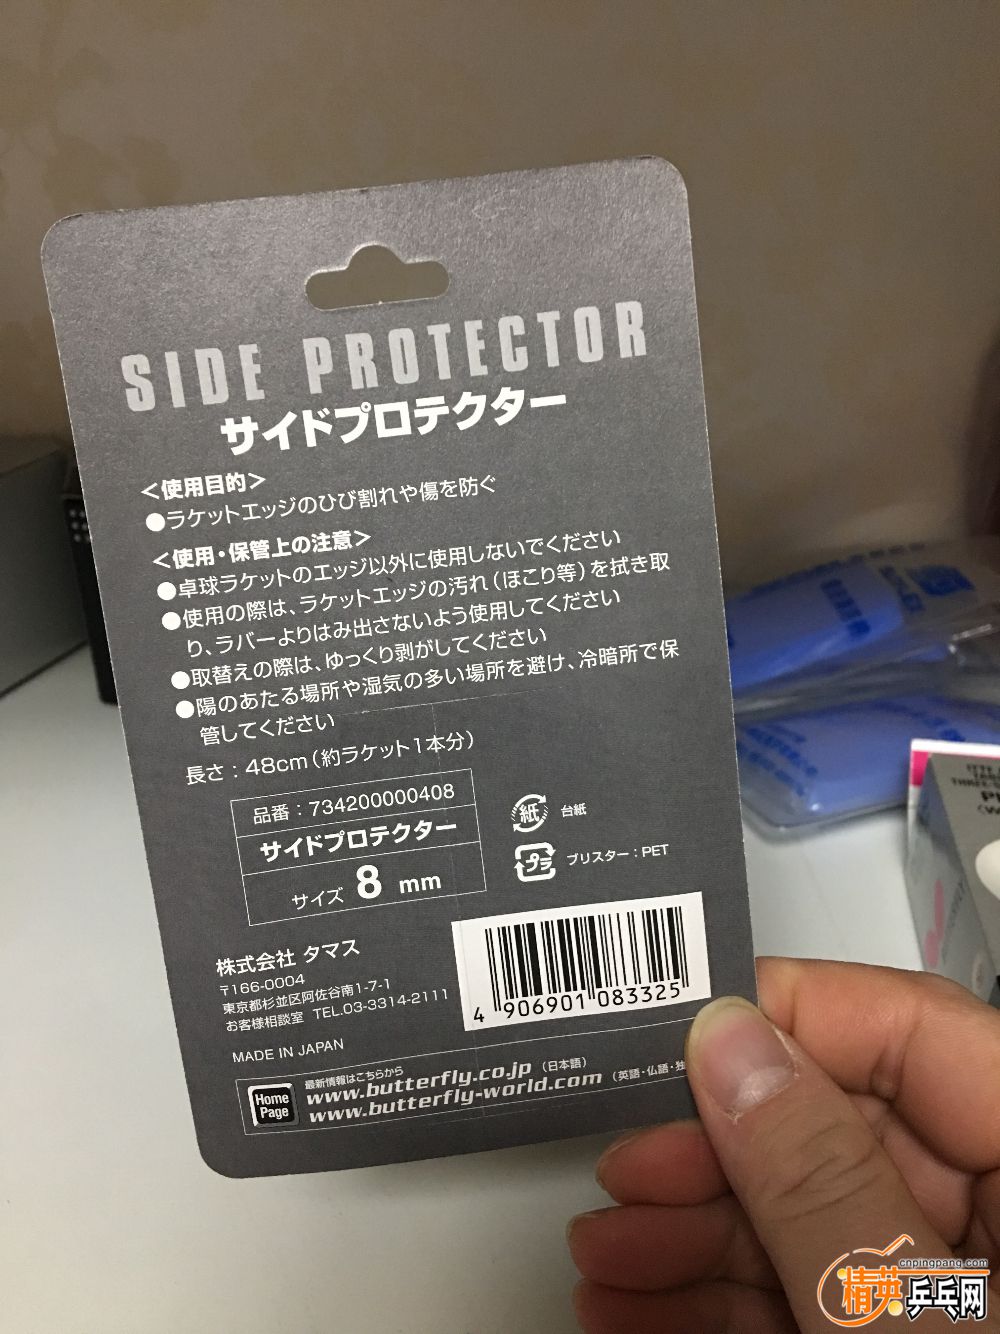 SIDE PROTECTOR
サイドプロテクター
＜使用目的＞
●ラケットエッジのひび割れや傷を防ぐ
＜使用・保管上の注意＞
●卓球ラケットのエッジ以外に使用しないでください
●使用の際は、ラケットエッジの汚れ（ほこり等）を拭き取
り、ラバーよりはみ出さないよう使用してください
●取替えの際は、ゆっくり剥がしてください
●陽のあたる場所や湿気の多い場所を避け、冷暗所で保
管してください
長さ：48cm（約ラケット1本分）
品番：734200000408
サイドプロテクター
サイズ 8 mm
紙 台紙
プラ ブリスター：PET
株式会社 タマス
〒166-0004
東京都杉並区阿佐谷南1-7-1
お客様相談室 TEL.03-3314-2111
4 906901 083325
MADE IN JAPAN
Home Page
最新情報はこちらから
www.butterfly.co.jp（日本語）
www.butterfly-world.com（英語・仏語・独
cnpingpang.com
精英乒乓网